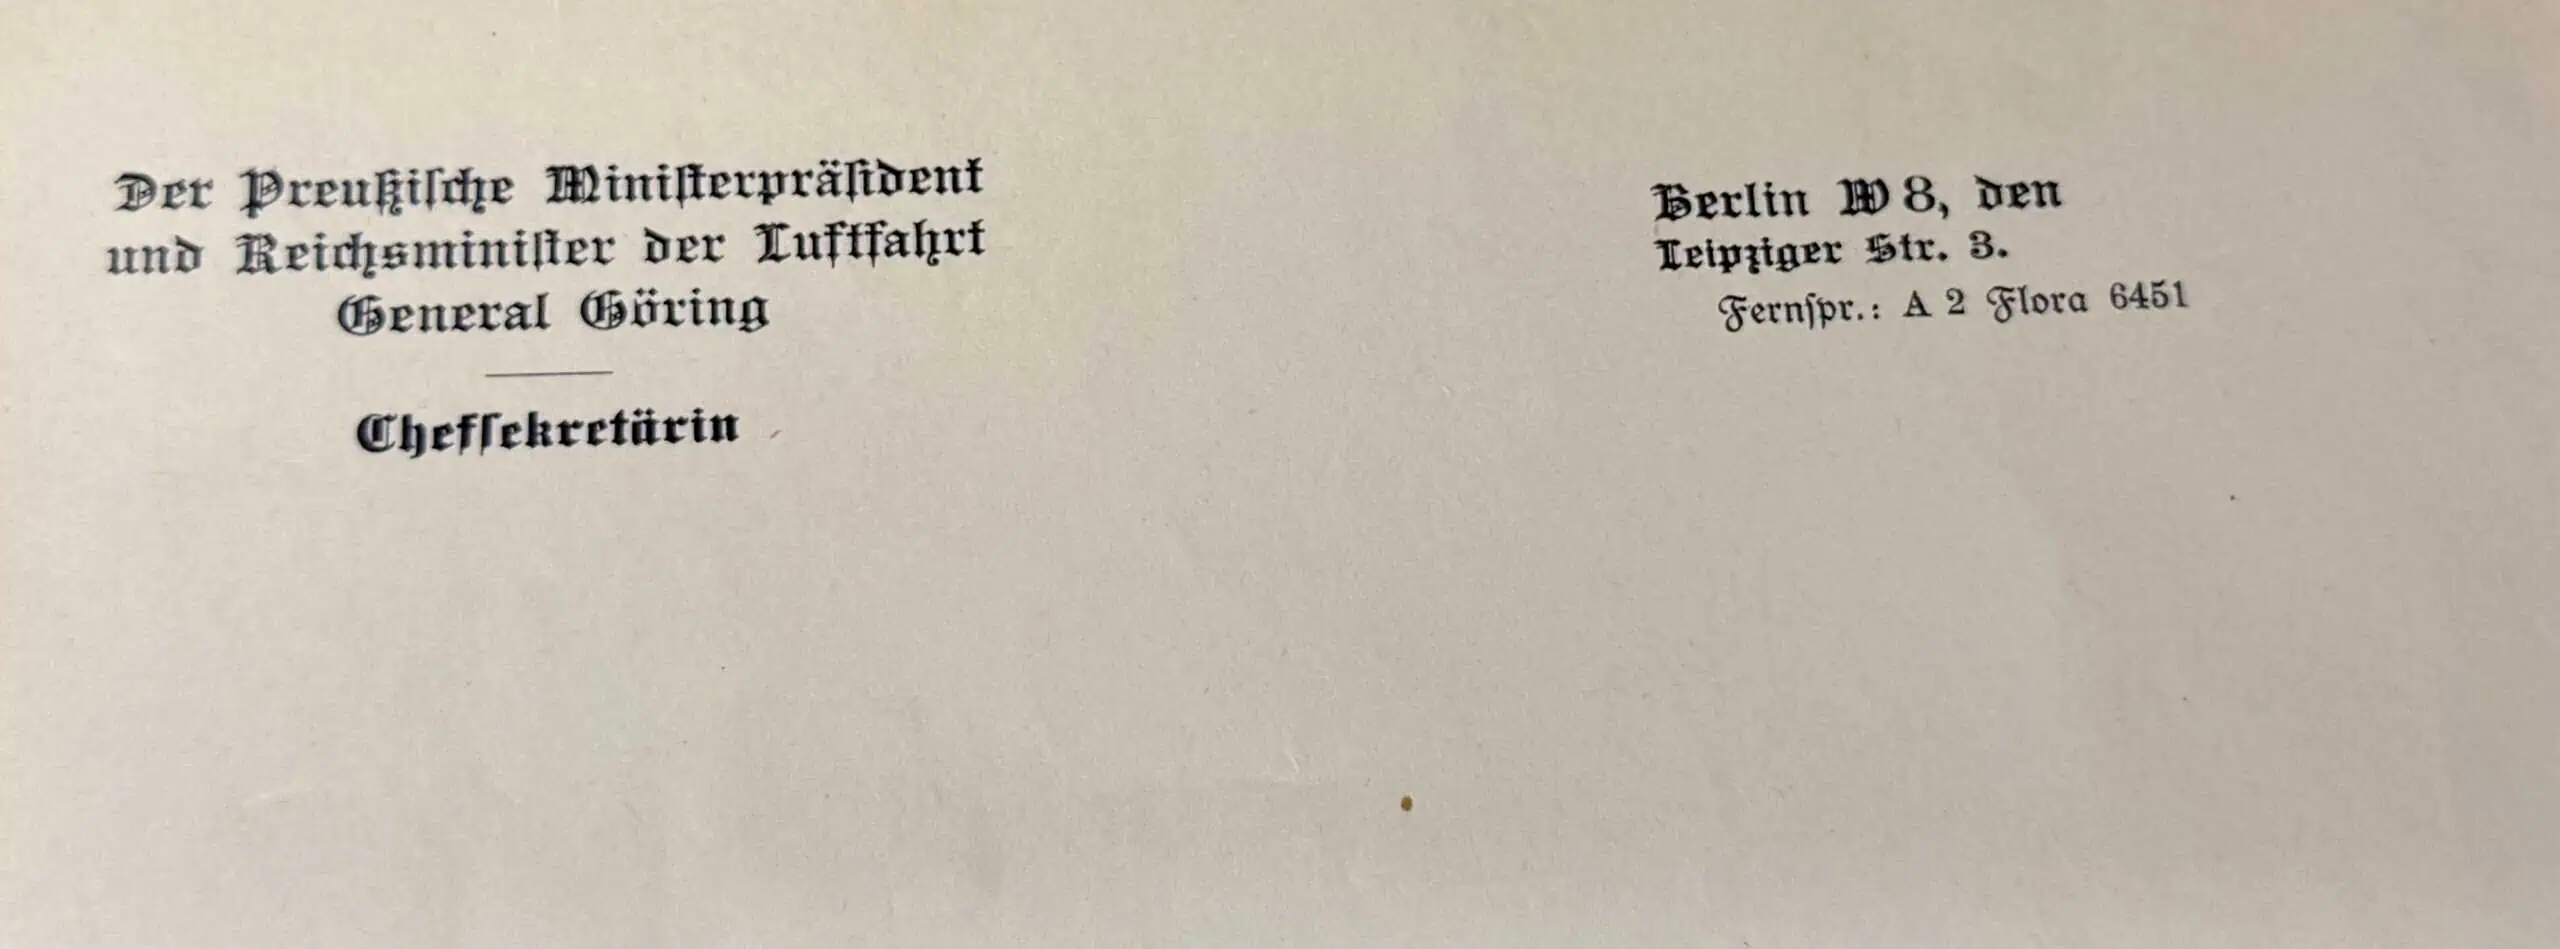 Der Preußische Ministerpräsident
und Reichsminister der Luftfahrt
General Göring
Chefsekretärin
Berlin W 8, den
Leipziger Str. 3.
Fernspr.: A 2 Flora 6451